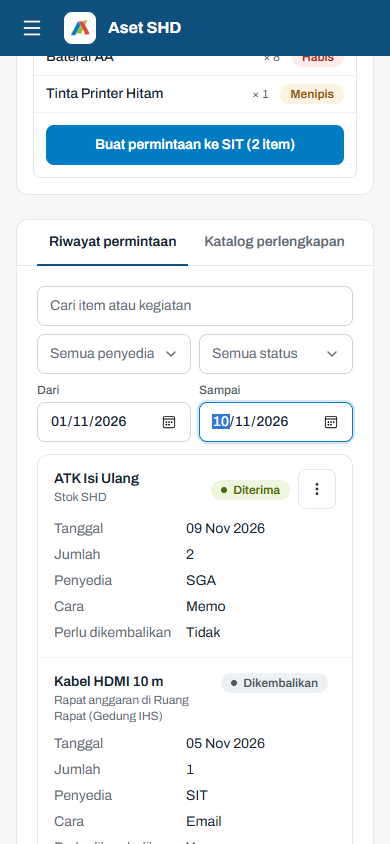 Aset SHD
Baterai AA × 8 Habis
Tinta Printer Hitam × 1 Menipis
Buat permintaan ke SIT (2 item)
Riwayat permintaan Katalog perlengkapan
Cari item atau kegiatan
Semua penyedia Semua status
Dari Sampai
01/11/2026 10/11/2026
ATK Isi Ulang Diterima
Stok SHD
Tanggal 09 Nov 2026
Jumlah 2
Penyedia SGA
Cara Memo
Perlu dikembalikan Tidak
Kabel HDMI 10 m Dikembalikan
Rapat anggaran di Ruang
Rapat (Gedung IHS)
Tanggal 05 Nov 2026
Jumlah 1
Penyedia SIT
Cara Email